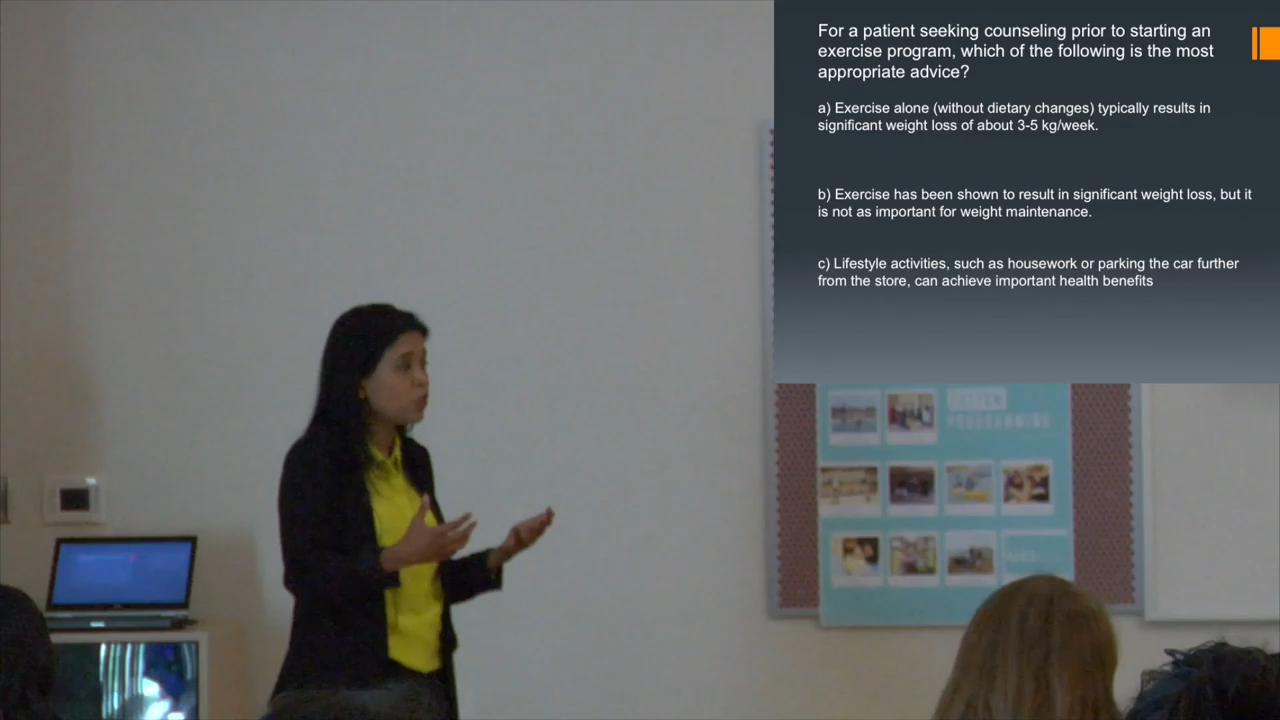 For a patient seeking counseling prior to starting an
exercise program, which of the following is the most
appropriate advice?
a) Exercise alone (without dietary changes) typically results in
significant weight loss of about 3-5 kg/week.
b) Exercise has been shown to result in significant weight loss, but it
is not as important for weight maintenance.
c) Lifestyle activities, such as housework or parking the car further
from the store, can achieve important health benefits
PROGRAMMING